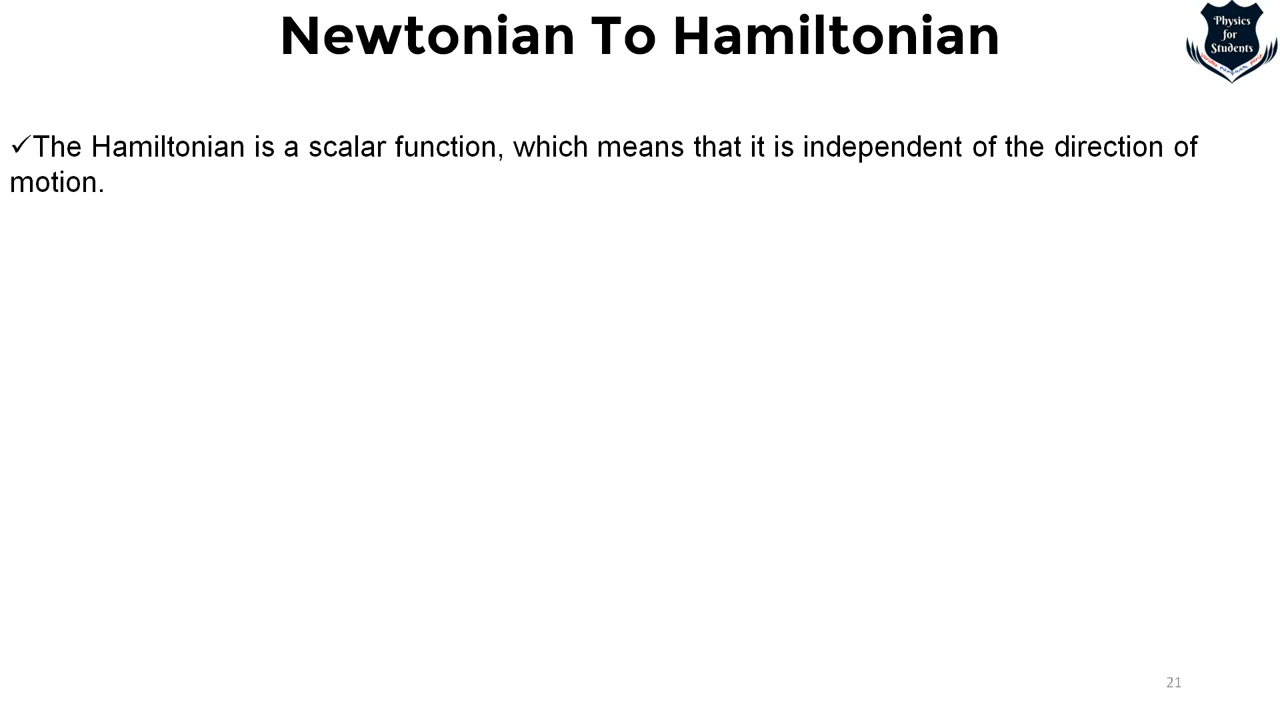 Newtonian To Hamiltonian
Physics
for
Students
✓The Hamiltonian is a scalar function, which means that it is independent of the direction of
motion.
21